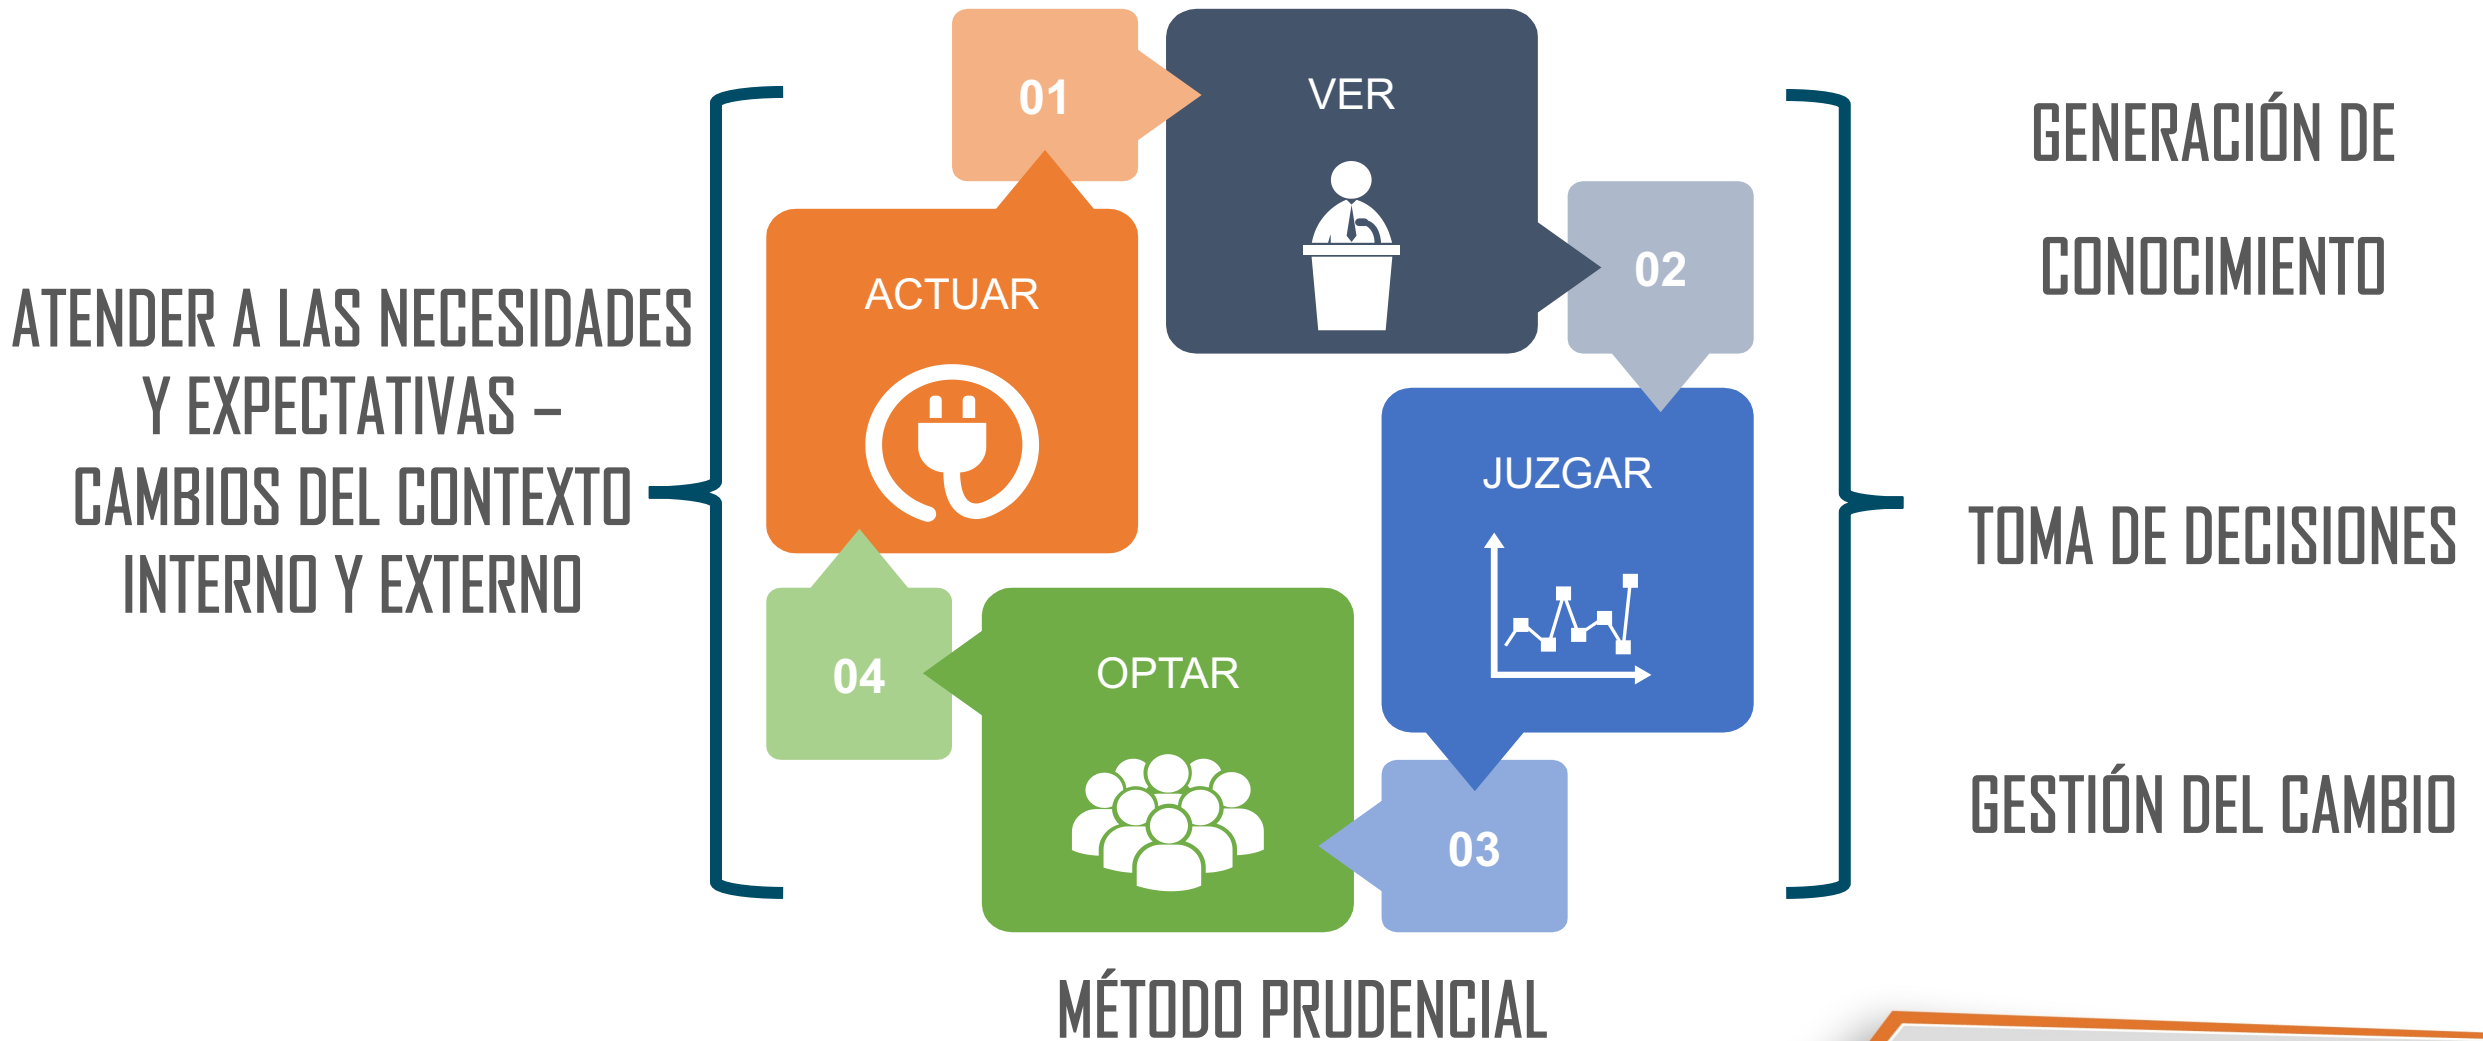 ATENDER A LAS NECESIDADES
Y EXPECTATIVAS –
CAMBIOS DEL CONTEXTO
INTERNO Y EXTERNO
01
VER
02
JUZGAR
03
OPTAR
04
ACTUAR
GENERACIÓN DE
CONOCIMIENTO
TOMA DE DECISIONES
GESTIÓN DEL CAMBIO
MÉTODO PRUDENCIAL